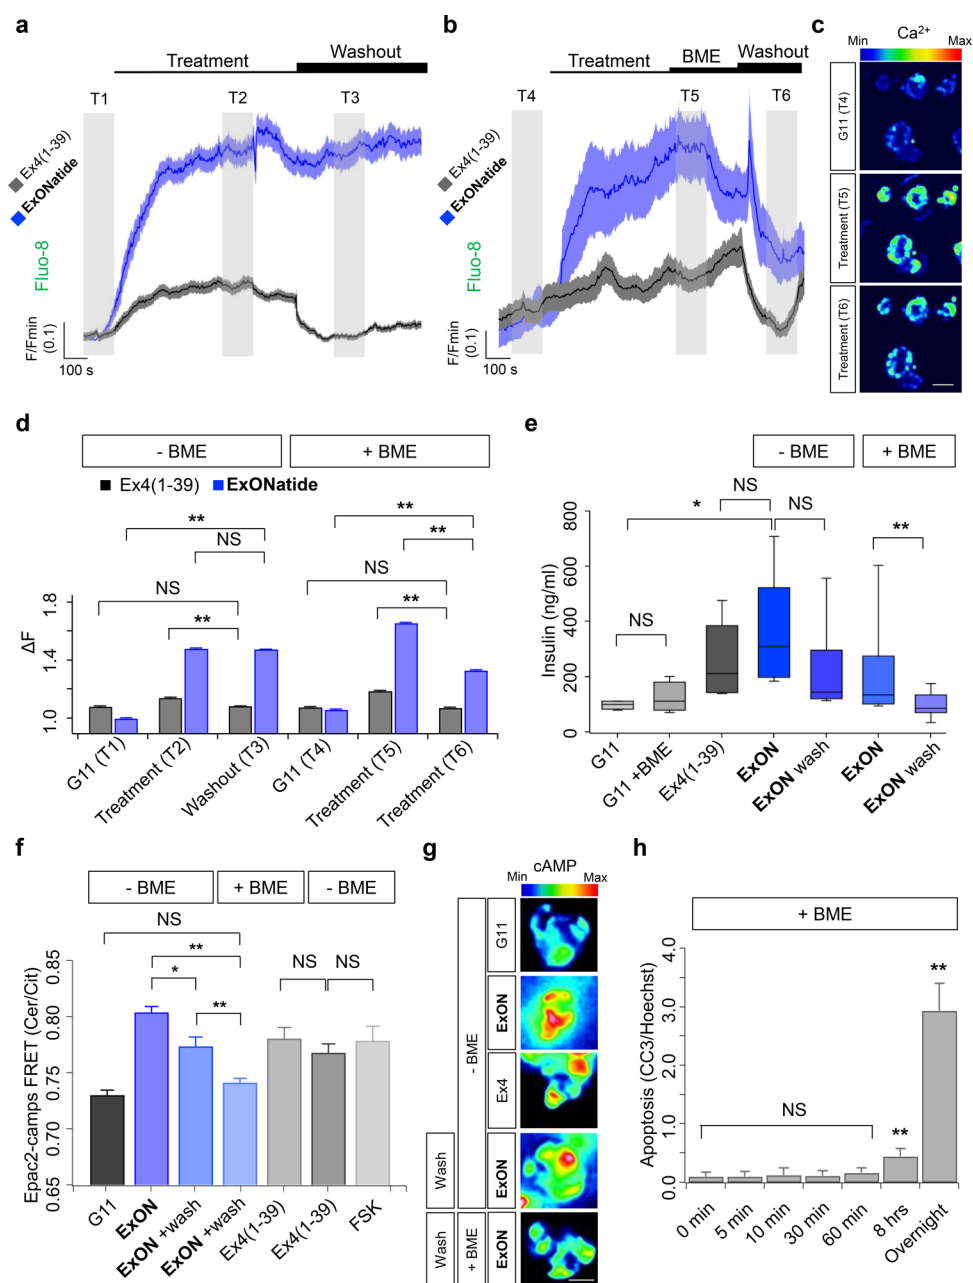 a
Treatment
Washout
T1
T2
T3
Ex4(1-39)
ExONatide
Fluo-8
F/Fmin
(0.1)
100 s
b
Treatment
BME
Washout
T4
T5
T6
Ex4(1-39)
ExONatide
Fluo-8
F/Fmin
(0.1)
100 s
c
Ca2+
Min
Max
G11 (T4)
Treatment (T5)
Treatment (T6)
d
- BME
+ BME
Ex4(1-39)
ExONatide
**
**
NS
**
NS
NS
**
**
1.8
1.4
1.0
ΔF
G11 (T1)
Treatment (T2)
Washout (T3)
G11 (T4)
Treatment (T5)
Treatment (T6)
e
- BME
+ BME
NS
*
NS
**
NS
800
600
400
200
0
Insulin (ng/ml)
G11
G11 +BME
Ex4(1-39)
ExON
ExON wash
ExON
ExON wash
f
- BME
+ BME
- BME
NS
**
*
NS
NS
**
0.85
0.80
0.75
0.70
0.65
Epac2-camps FRET (Cer/Cit)
G11
ExON
ExON +wash
ExON +wash
Ex4(1-39)
Ex4(1-39)
FSK
g
cAMP
Min
Max
- BME
G11
ExON
Ex4
Wash
ExON
Wash
+ BME
ExON
h
+ BME
4.0
3.0
2.0
1.0
0.0
Apoptosis (CC3/Hoechst)
NS
**
**
0 min
5 min
10 min
30 min
60 min
8 hrs
Overnight